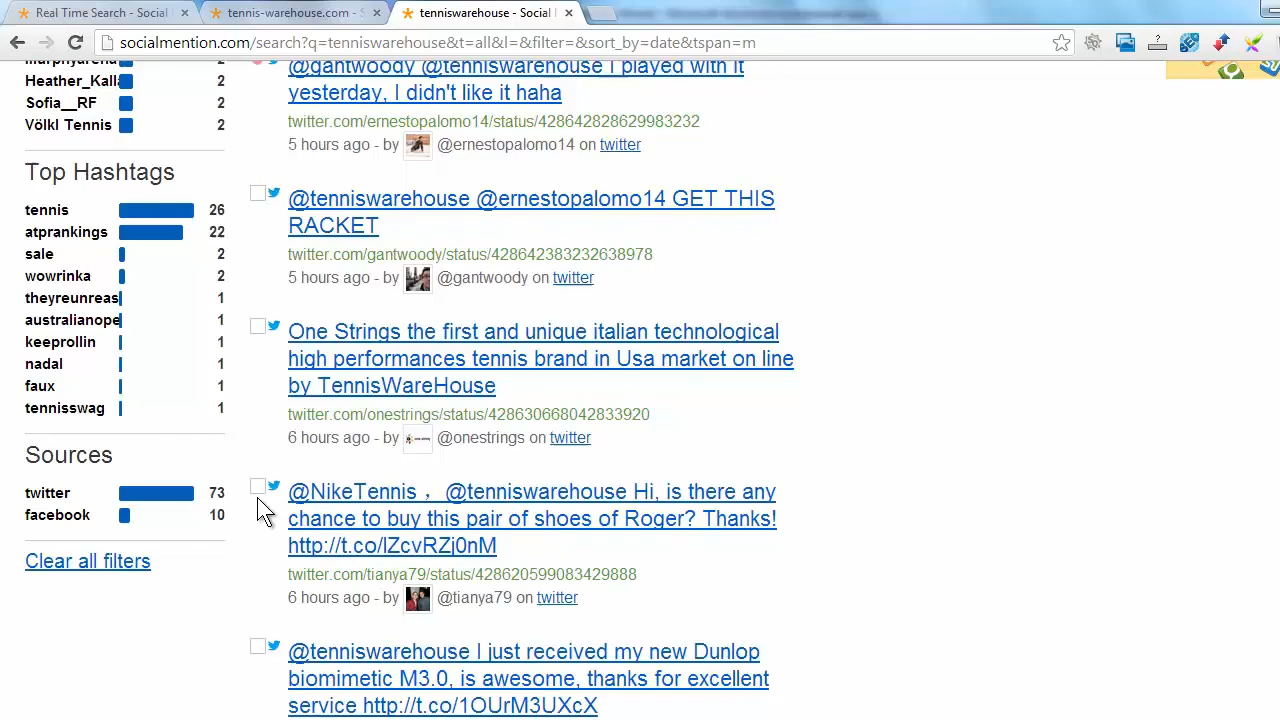 Real Time Search - Social
tennis-warehouse.com - S
tenniswarehouse - Social
socialmention.com/search?q=tenniswarehouse&t=all&l=&filter=&sort_by=date&tspan=m
2
Heather_Kalla 2
Sofia__RF 2
Völkl Tennis 2
Top Hashtags
tennis 26
atprankings 22
sale 2
wowrinka 2
theyreunreas 1
australianope 1
keeprollin 1
nadal 1
faux 1
tennisswag 1
Sources
twitter 73
facebook 10
Clear all filters
@gantwoody @tenniswarehouse I played with it
yesterday, I didn't like it haha
twitter.com/ernestopalomo14/status/428642828629983232
5 hours ago - by @ernestopalomo14 on twitter
@tenniswarehouse @ernestopalomo14 GET THIS
RACKET
twitter.com/gantwoody/status/428642383232638978
5 hours ago - by @gantwoody on twitter
One Strings the first and unique italian technological
high performances tennis brand in Usa market on line
by TennisWareHouse
twitter.com/onestrings/status/428630668042833920
6 hours ago - by @onestrings on twitter
@NikeTennis ，@tenniswarehouse Hi, is there any
chance to buy this pair of shoes of Roger? Thanks!
http://t.co/lZcvRZj0nM
twitter.com/tianya79/status/428620599083429888
6 hours ago - by @tianya79 on twitter
@tenniswarehouse I just received my new Dunlop
biomimetic M3.0, is awesome, thanks for excellent
service http://t.co/1OUrM3UXcX